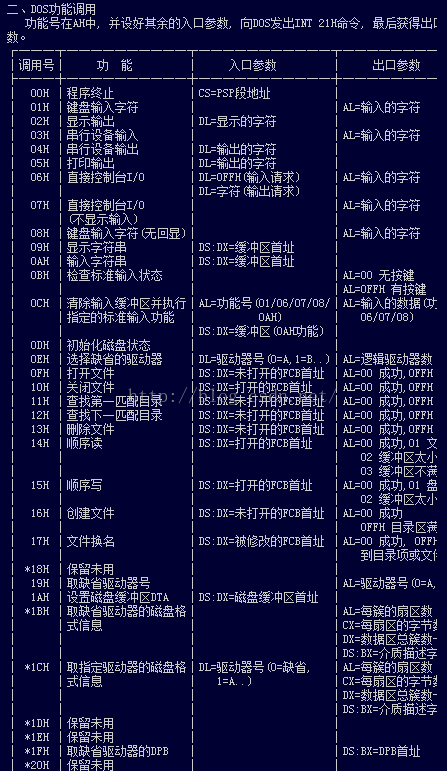 二、DOS功能调用
功能号在AH中, 并设好其余的入口参数, 向DOS发出INT 21H命令, 最后获得出口
数。
调用号 功 能 入口参数 出口参数
00H 程序终止 CS=PSP段地址
01H 键盘输入字符 AL=输入的字符
02H 显示输出 DL=显示的字符
03H 串行设备输入 AL=输入的字符
04H 串行设备输出 DL=输出的字符
05H 打印输出 DL=输出的字符
06H 直接控制台I/O DL=0FFH(输入请求) AL=输入的字符
DL=字符(输出请求)
07H 直接控制台I/O AL=输入的字符
(不显示输入)
08H 键盘输入字符(无回显) AL=输入的字符
09H 显示字符串 DS:DX=缓冲区首址
0AH 输入字符串 DS:DX=缓冲区首址
0BH 检查标准输入状态 AL=00 无按键
AL=0FFH 有按键
0CH 清除输入缓冲区并执行 AL=功能号(01/06/07/08/ AL=输入的数据(功
指定的标准输入功能 0AH) 06/07/08)
DS:DX=缓冲区(0AH功能)
0DH 初始化磁盘状态
0EH 选择缺省的驱动器 DL=驱动器号(0=A,1=B..) AL=逻辑驱动器数
0FH 打开文件 DS:DX=未打开的FCB首址 AL=00 成功,0FFH
10H 关闭文件 DS:DX=打开的FCB首址 AL=00 成功,0FFH
11H 查找第一匹配目录 DS:DX=未打开的FCB首址 AL=00 成功,0FFH
12H 查找下一匹配目录 DS:DX=未打开的FCB首址 AL=00 成功,0FFH
13H 删除文件 DS:DX=未打开的FCB首址 AL=00 成功,0FFH
14H 顺序读 DS:DX=打开的FCB首址 AL=00 成功,01 文
02 缓冲区太小
03 缓冲区不满
15H 顺序写 DS:DX=打开的FCB首址 AL=00 成功,01 盘
02 缓冲区太小
16H 创建文件 DS:DX=未打开的FCB首址 AL=00 成功
0FFH 目录区满
17H 文件换名 DS:DX=被修改的FCB首址 AL=00 成功, 0FFH
到目录项或文件
*18H 保留未用
19H 取缺省驱动器号 AL=驱动器号(0=A,
1AH 设置磁盘缓冲区DTA DS:DX=磁盘缓冲区首址
*1BH 取缺省驱动器的磁盘格 AL=每簇的扇区数
式信息 CX=每扇区的字节数
DX=数据区总簇数-
DS:BX=介质描述字
*1CH 取指定驱动器的磁盘格 DL=驱动器号(0=缺省, AL=每簇的扇区数
式信息 1=A..) CX=每扇区的字节数
DX=数据区总簇数-
DS:BX=介质描述字
*1DH 保留未用
*1EH 保留未用
*1FH 取缺省驱动器的DPB DS:BX=DPB首址
*20H 保留未用